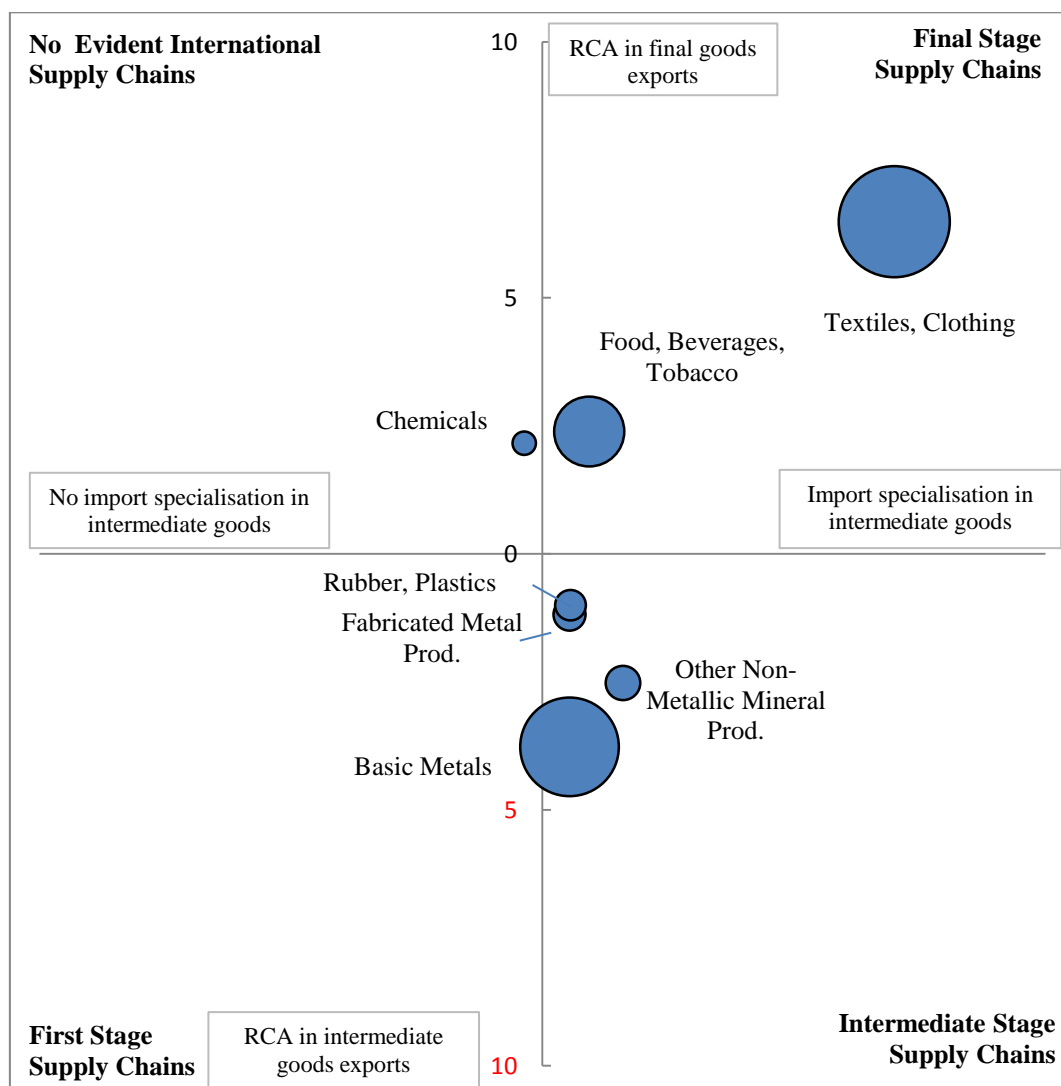 No Evident International
Supply Chains
10
RCA in final goods
exports
Final Stage
Supply Chains
5
Textiles, Clothing
Food, Beverages,
Tobacco
Chemicals
No import specialisation in
intermediate goods
Import specialisation in
intermediate goods
0
Rubber, Plastics
Fabricated Metal
Prod.
Other Non-
Metallic Mineral
Prod.
Basic Metals
5
First Stage
Supply Chains
RCA in intermediate
goods exports
10
Intermediate Stage
Supply Chains